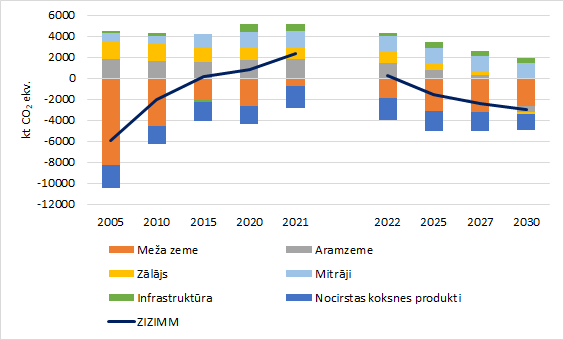 kt CO₂ ekv.
6000
4000
2000
0
-2000
-4000
-6000
-8000
-10000
-12000
2005 2010 2015 2020 2021 2022 2025 2027 2030
Meža zeme Aramzeme
Zālājs Mitrāji
Infrastruktūra Nocirstas koksnes produkti
ZIZIMM